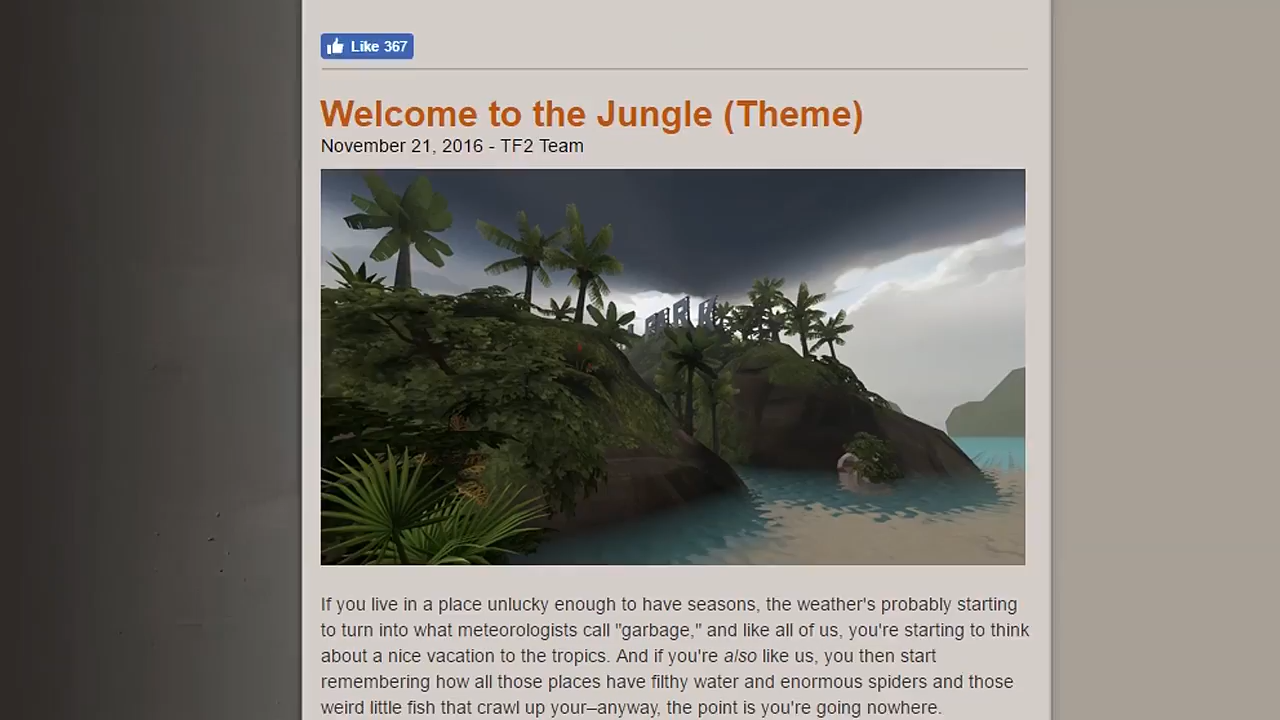 Like 367
Welcome to the Jungle (Theme)
November 21, 2016 - TF2 Team
If you live in a place unlucky enough to have seasons, the weather's probably starting
to turn into what meteorologists call "garbage," and like all of us, you're starting to think
about a nice vacation to the tropics. And if you're also like us, you then start
remembering how all those places have filthy water and enormous spiders and those
weird little fish that crawl up your–anyway, the point is you're going nowhere.